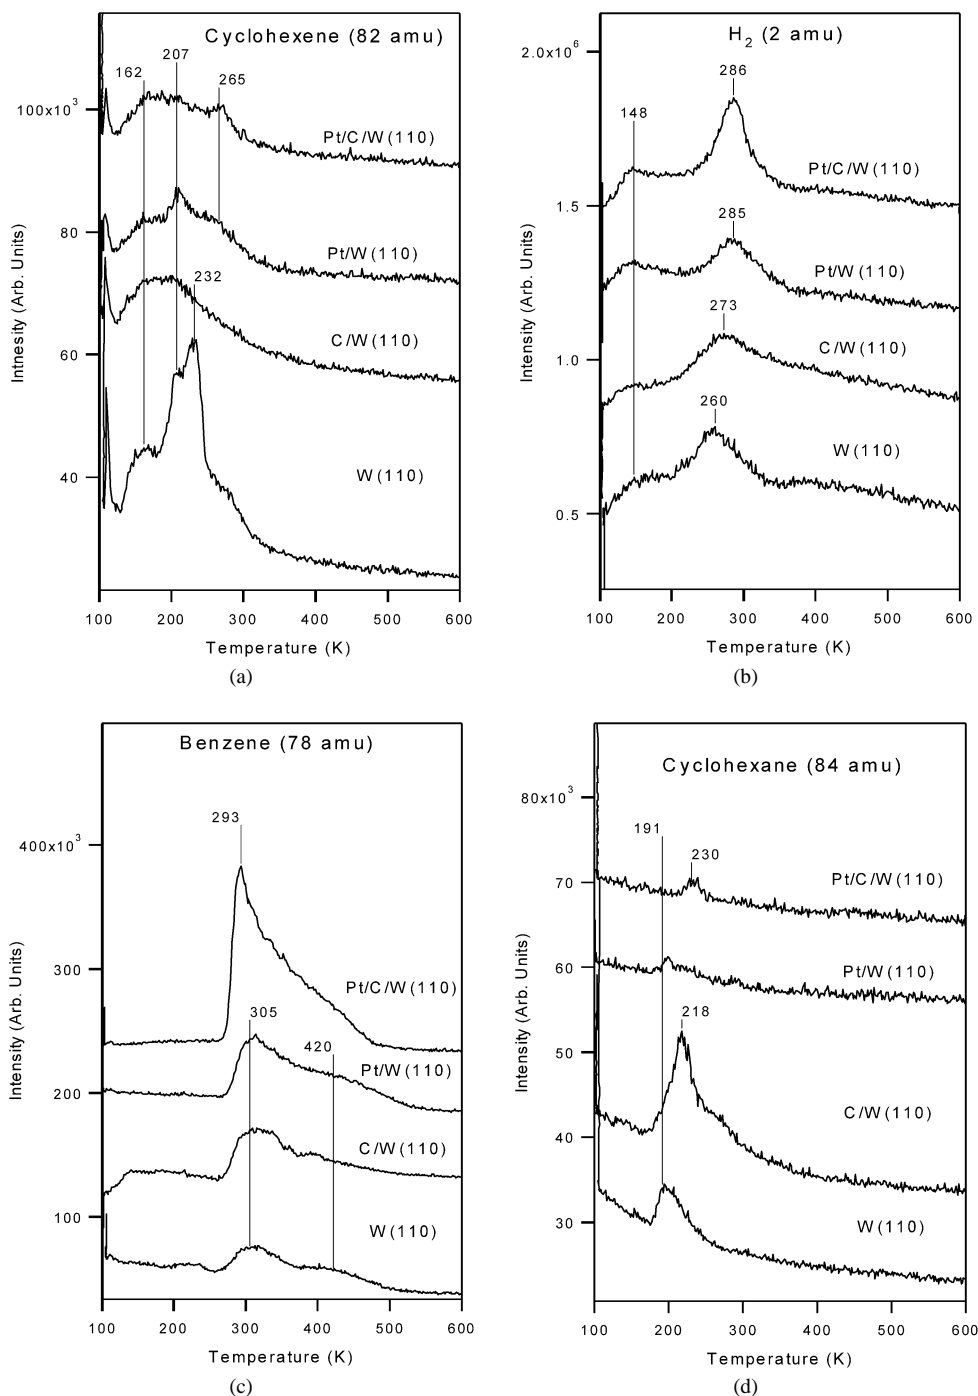 Cyclohexene (82 amu)
207
162
265
100x10³
Pt/C/W(110)
80
Pt/W(110)
232
C/W(110)
60
W(110)
40
Intnesity (Arb. Units)
100 200 300 400 500 600
Temperature (K)
(a)
H₂ (2 amu)
2.0x10⁶
286
148
Pt/C/W(110)
1.5
285
Pt/W(110)
273
C/W(110)
1.0
260
W(110)
0.5
Intensity (Arb. Units)
100 200 300 400 500 600
Temperature (K)
(b)
Benzene (78 amu)
293
400x10³
300
Pt/C/W(110)
305
420
Pt/W(110)
200
C/W(110)
100
W(110)
Intensity (Arb. Units)
100 200 300 400 500 600
Temperature (K)
(c)
Cyclohexane (84 amu)
80x10³
191
230
Pt/C/W(110)
70
Pt/W(110)
60
218
50
C/W(110)
40
W(110)
30
Intensity (Arb. Units)
100 200 300 400 500 600
Temperature (K)
(d)